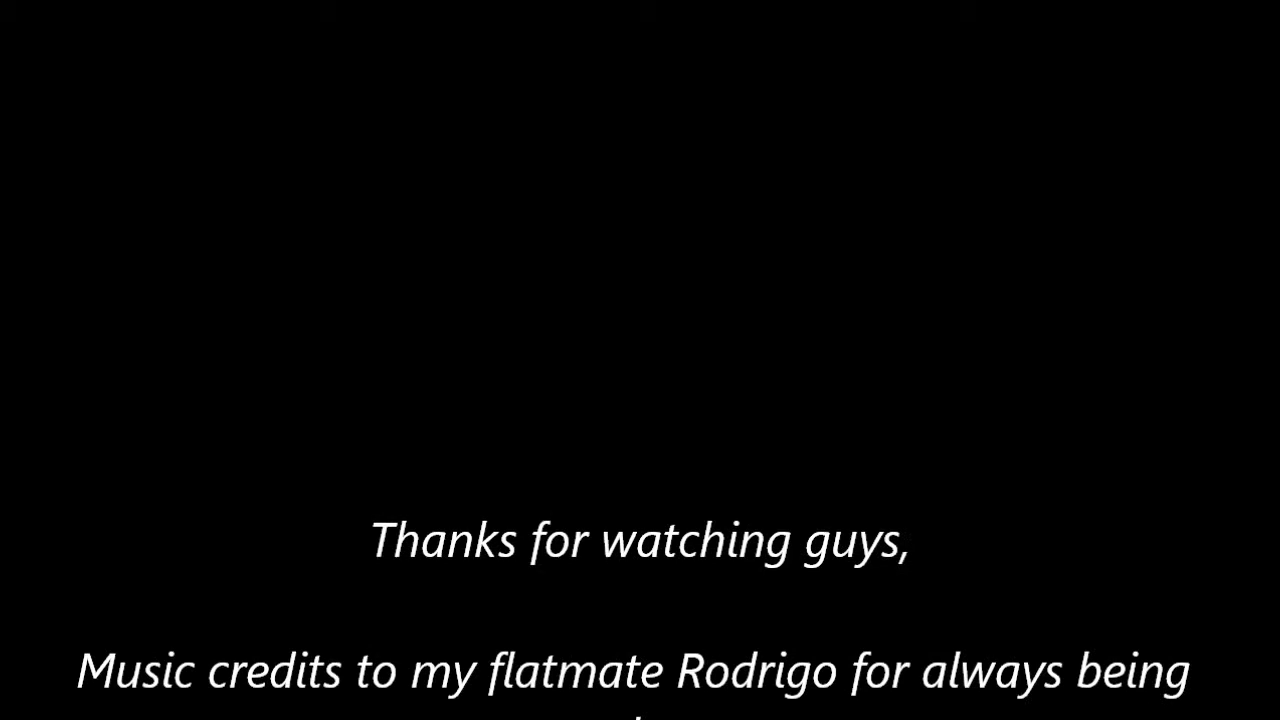 Thanks for watching guys,
Music credits to my flatmate Rodrigo for always being